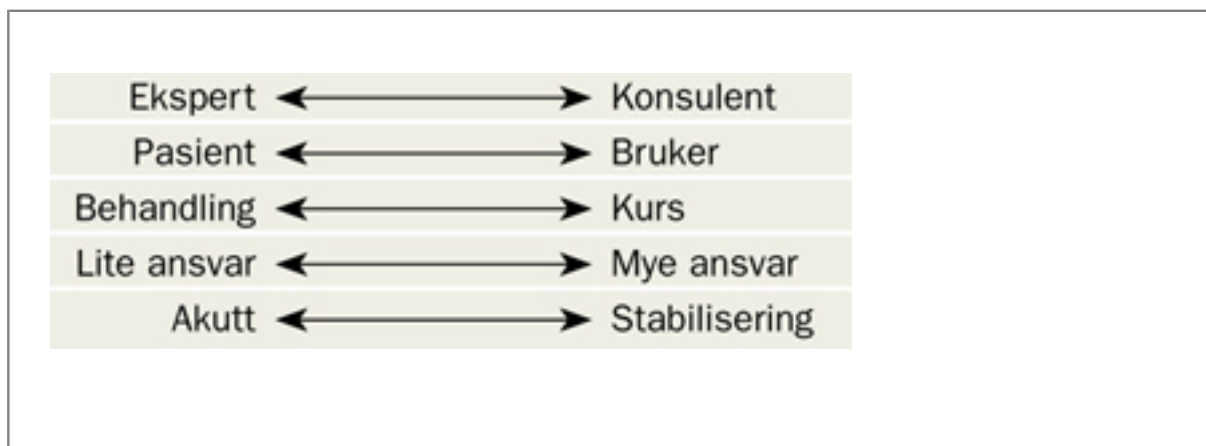 Ekspert Konsulent
Pasient Bruker
Behandling Kurs
Lite ansvar Mye ansvar
Akutt Stabilisering